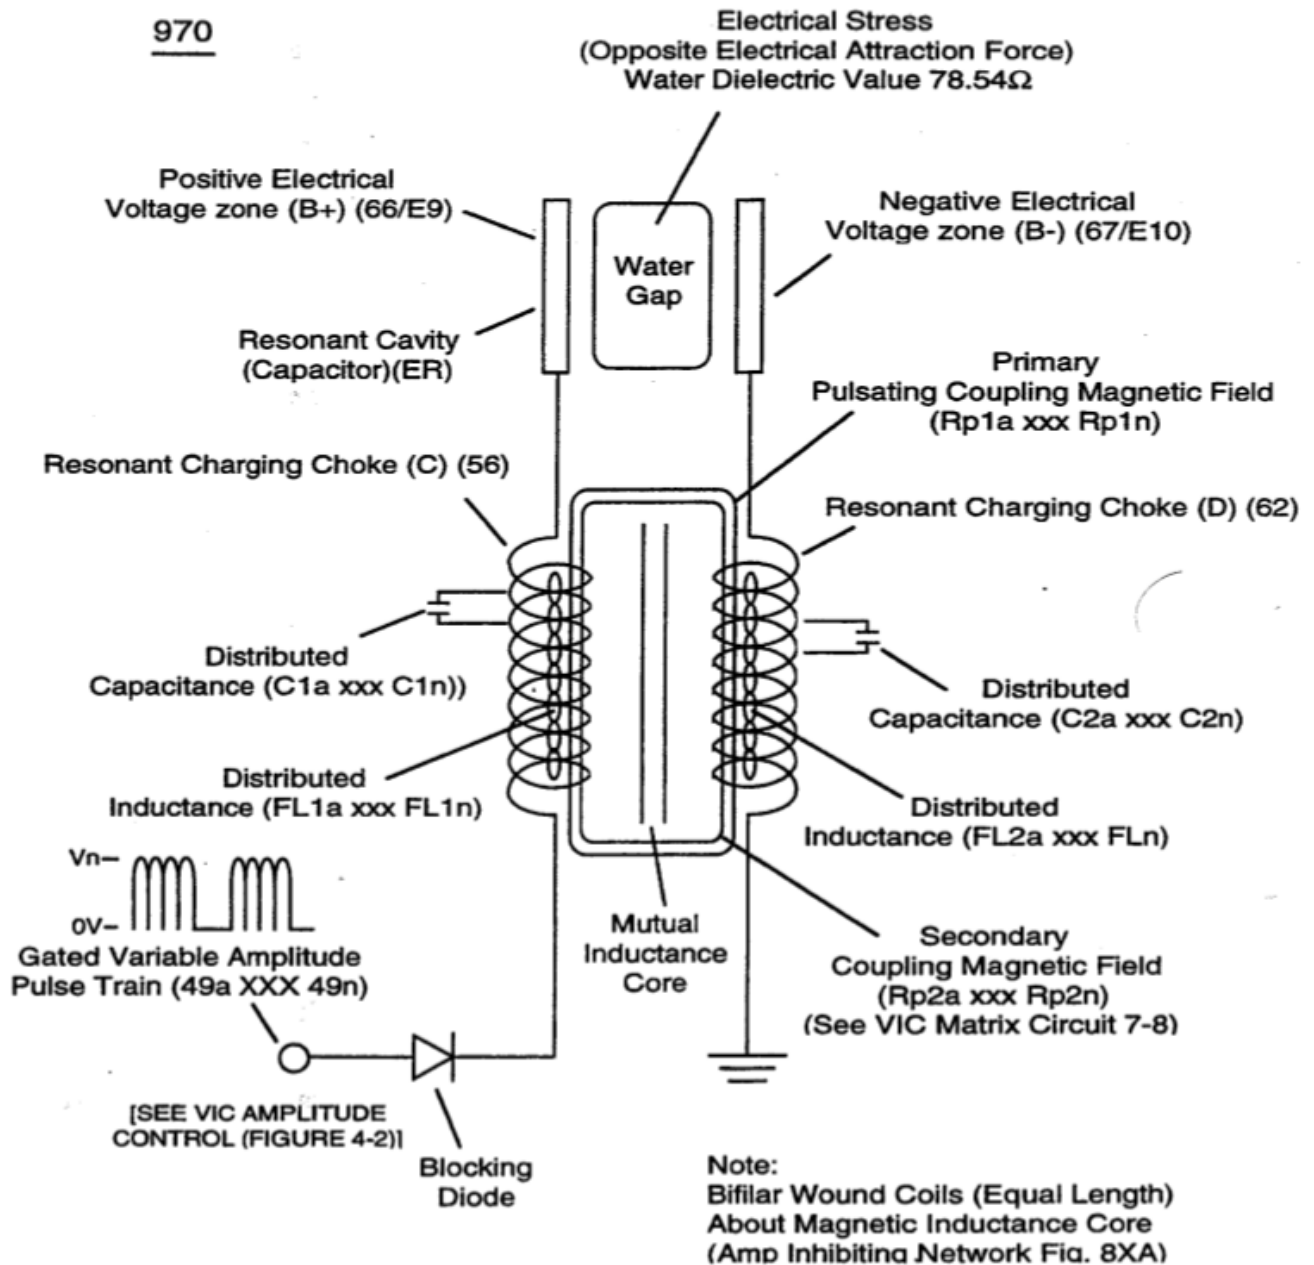 970
Electrical Stress
(Opposite Electrical Attraction Force)
Water Dielectric Value 78.54Ω
Positive Electrical
Voltage zone (B+) (66/E9)
Negative Electrical
Voltage zone (B-) (67/E10)
Water
Gap
Resonant Cavity
(Capacitor)(ER)
Primary
Pulsating Coupling Magnetic Field
(Rp1a xxx Rp1n)
Resonant Charging Choke (C) (56)
Resonant Charging Choke (D) (62)
Distributed
Capacitance (C1a xxx C1n))
Distributed
Capacitance (C2a xxx C2n)
Distributed
Inductance (FL1a xxx FL1n)
Distributed
Inductance (FL2a xxx FLn)
Vn
0V
Gated Variable Amplitude
Pulse Train (49a XXX 49n)
Mutual
Inductance
Core
Secondary
Coupling Magnetic Field
(Rp2a xxx Rp2n)
(See VIC Matrix Circuit 7-8)
[SEE VIC AMPLITUDE
CONTROL (FIGURE 4-2)]
Blocking
Diode
Note:
Bifilar Wound Coils (Equal Length)
About Magnetic Inductance Core
(Amp Inhibiting Network Fig. 8XA)